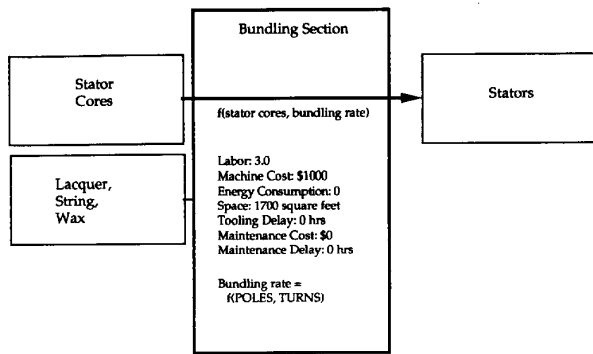 Bundling Section
Stator
Cores
f(stator cores, bundling rate)
Stators
Lacquer,
String,
Wax
Labor: 3.0
Machine Cost: $1000
Energy Consumption: 0
Space: 1700 square feet
Tooling Delay: 0 hrs
Maintenance Cost: $0
Maintenance Delay: 0 hrs
Bundling rate =
f(POLES, TURNS)